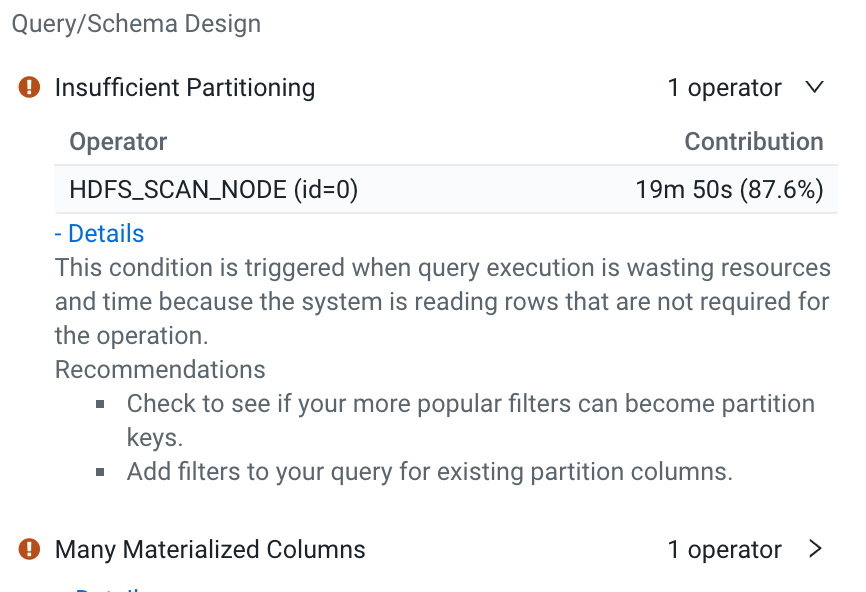 Query/Schema Design
Insufficient Partitioning 1 operator
Operator Contribution
HDFS_SCAN_NODE (id=0) 19m 50s (87.6%)
- Details
This condition is triggered when query execution is wasting resources
and time because the system is reading rows that are not required for
the operation.
Recommendations
▪ Check to see if your more popular filters can become partition
keys.
▪ Add filters to your query for existing partition columns.
Many Materialized Columns 1 operator